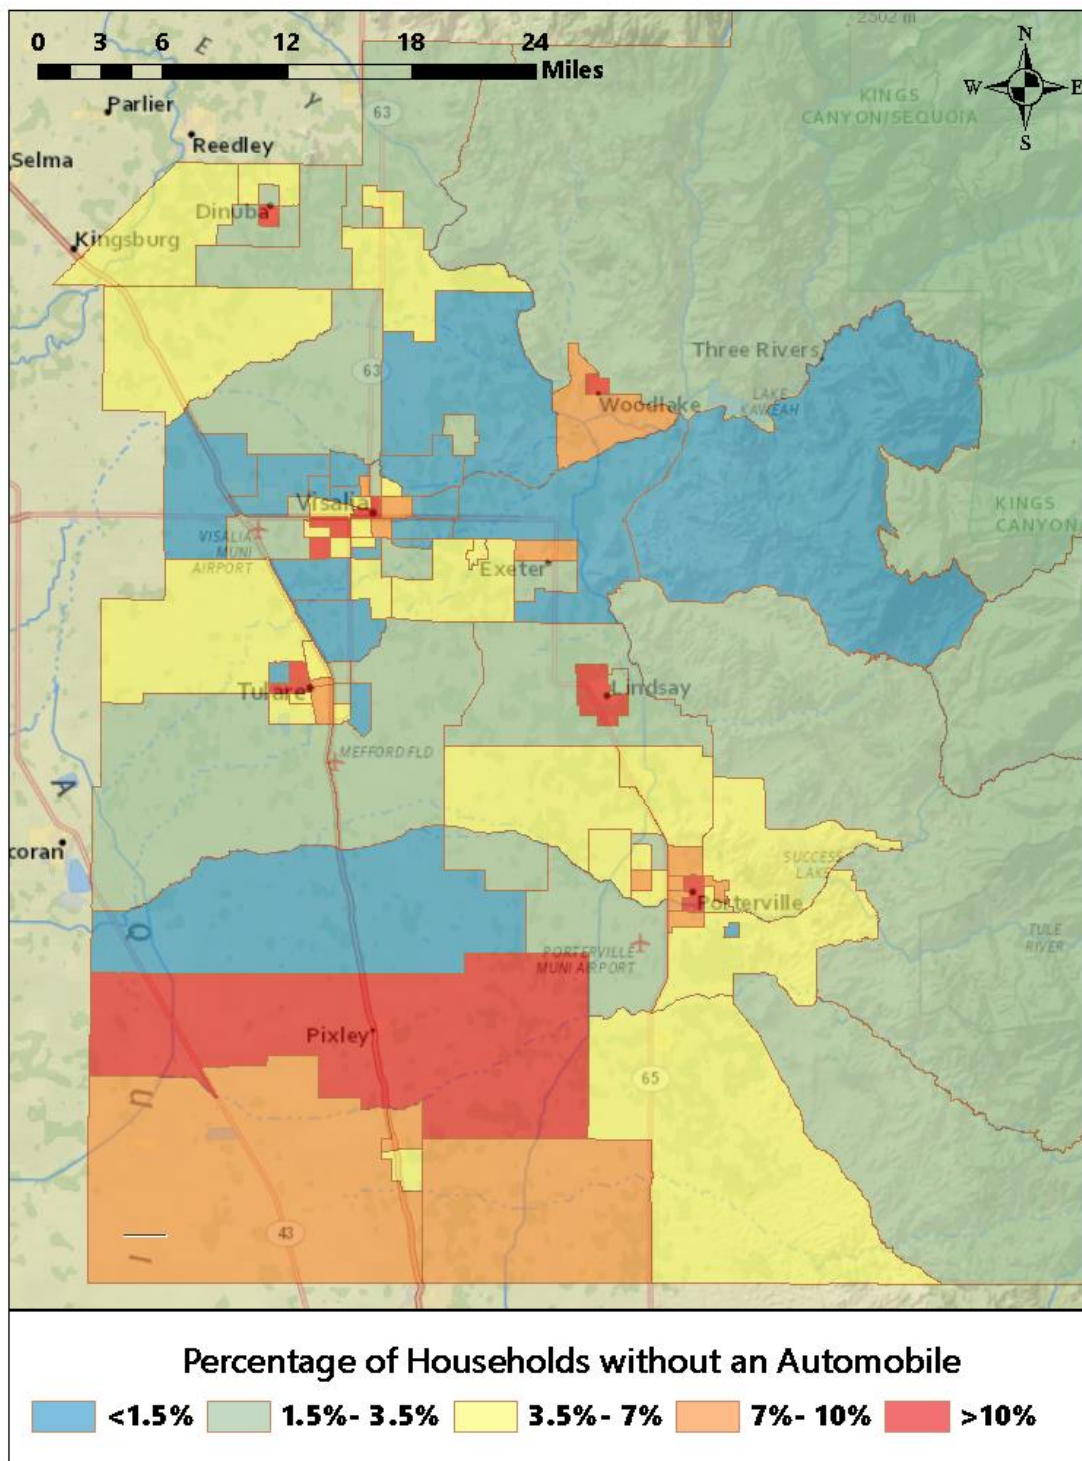 2502 m
0 3 6 12 18 24
Miles
N
W E
S
E
Y
63
KINGS
CANYON/SEQUOIA
Parlier
Reedley
Selma
Dinuba
Kingsburg
Three Rivers
63
LAKE
KAWEAH
Woodlake
Visalia
KINGS
CANYON
VISALIA
MUNI
AIRPORT
Exeter
Tulare
Lindsay
MEFFORD FLD
A
coran
SUCCESS
LAKE
Porterville
Q
PORTERVILLE
MUNI AIRPORT
TULE
RIVER
Pixley
65
U
43
I
Percentage of Households without an Automobile
<1.5% 1.5%- 3.5% 3.5%- 7% 7%- 10% >10%